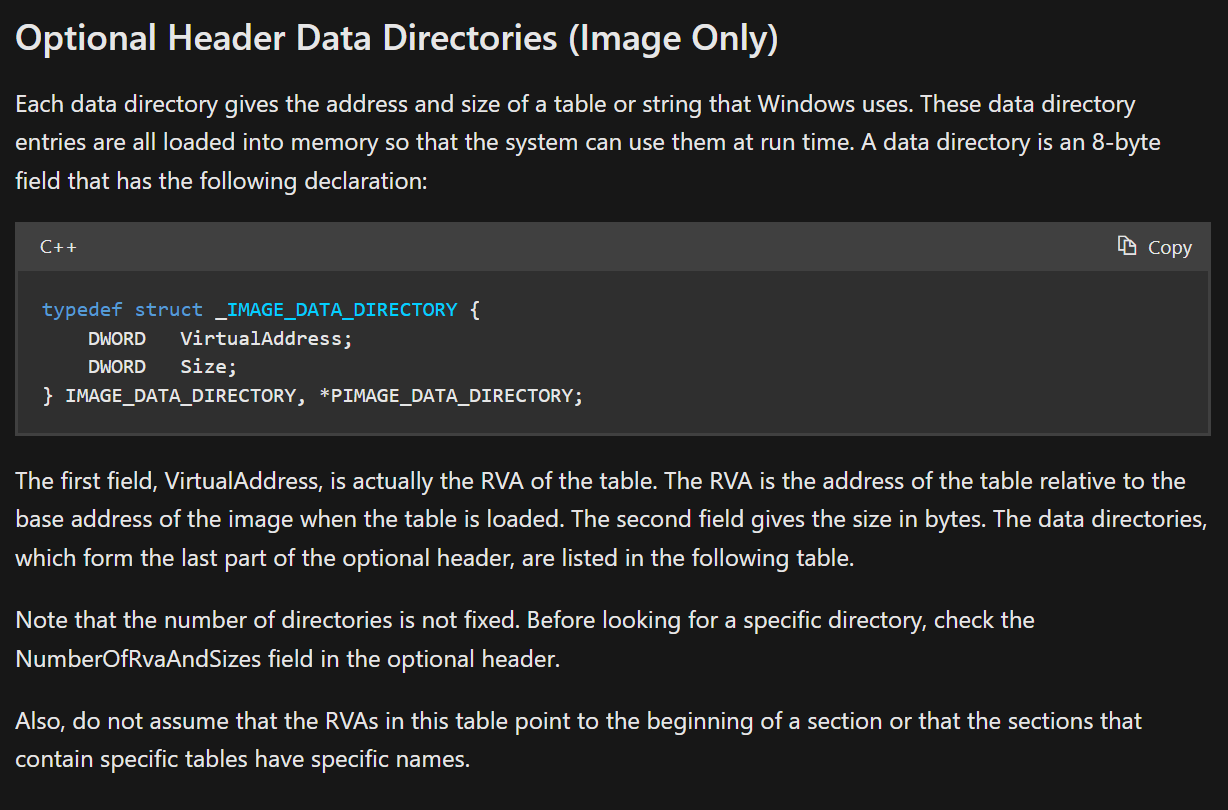 Optional Header Data Directories (Image Only)
Each data directory gives the address and size of a table or string that Windows uses. These data directory
entries are all loaded into memory so that the system can use them at run time. A data directory is an 8-byte
field that has the following declaration:
C++
Copy
typedef struct _IMAGE_DATA_DIRECTORY {
    DWORD   VirtualAddress;
    DWORD   Size;
} IMAGE_DATA_DIRECTORY, *PIMAGE_DATA_DIRECTORY;
The first field, VirtualAddress, is actually the RVA of the table. The RVA is the address of the table relative to the
base address of the image when the table is loaded. The second field gives the size in bytes. The data directories,
which form the last part of the optional header, are listed in the following table.
Note that the number of directories is not fixed. Before looking for a specific directory, check the
NumberOfRvaAndSizes field in the optional header.
Also, do not assume that the RVAs in this table point to the beginning of a section or that the sections that
contain specific tables have specific names.